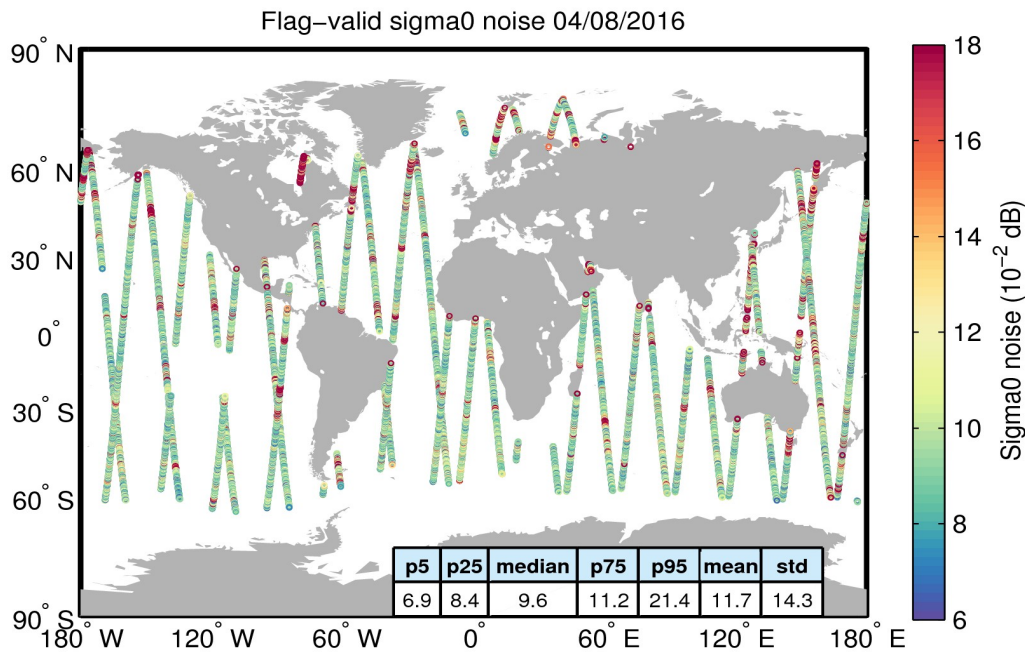 Flag−valid sigma0 noise 04/08/2016
90° N
60° N
30° N
0°
30° S
60° S
90° S
180° W
120° W
60° W
0°
60° E
120° E
180° E
p5 p25 median p75 p95 mean std
6.9 8.4 9.6 11.2 21.4 11.7 14.3
18
16
14
12
10
8
6
Sigma0 noise (10⁻² dB)